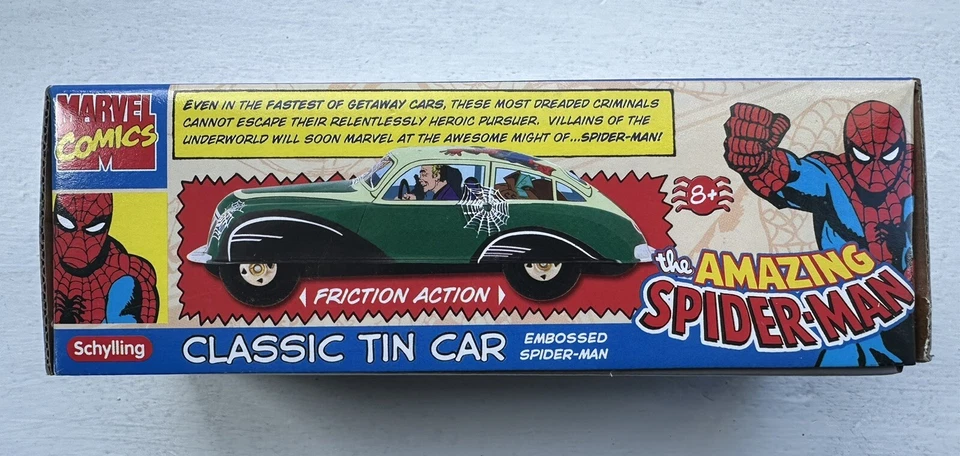 MARVEL
COMICS
M
EVEN IN THE FASTEST OF GETAWAY CARS, THESE MOST DREADED CRIMINALS
CANNOT ESCAPE THEIR RELENTLESSLY HEROIC PURSUER. VILLAINS OF THE
UNDERWORLD WILL SOON MARVEL AT THE AWESOME MIGHT OF...SPIDER-MAN!
8+
FRICTION ACTION
the AMAZING
SPIDER-MAN
Schylling
CLASSIC TIN CAR
EMBOSSED
SPIDER-MAN